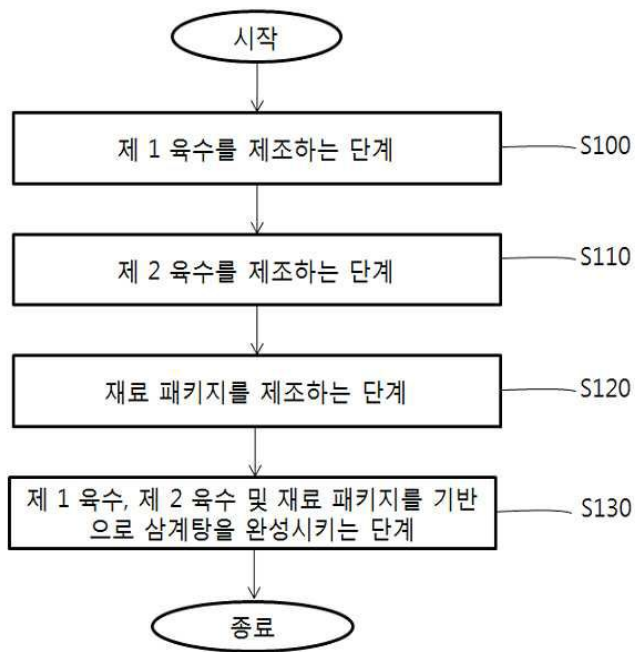 시작
제 1 육수를 제조하는 단계
S100
제 2 육수를 제조하는 단계
S110
재료 패키지를 제조하는 단계
S120
제 1 육수, 제 2 육수 및 재료 패키지를 기반
으로 삼계탕을 완성시키는 단계
S130
종료